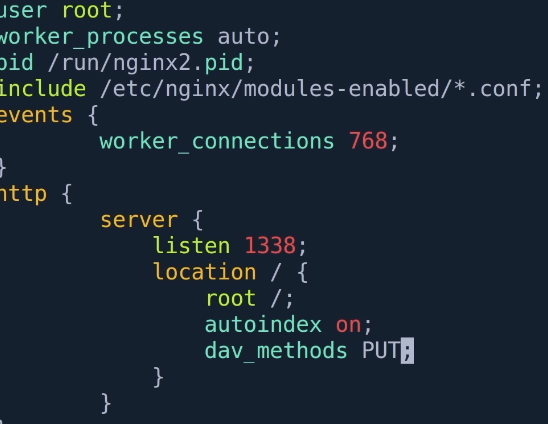 user root;
worker_processes auto;
pid /run/nginx2.pid;
include /etc/nginx/modules-enabled/*.conf;
events {
worker_connections 768;
}
http {
server {
listen 1338;
location / {
root /;
autoindex on;
dav_methods PUT;
}
}
}